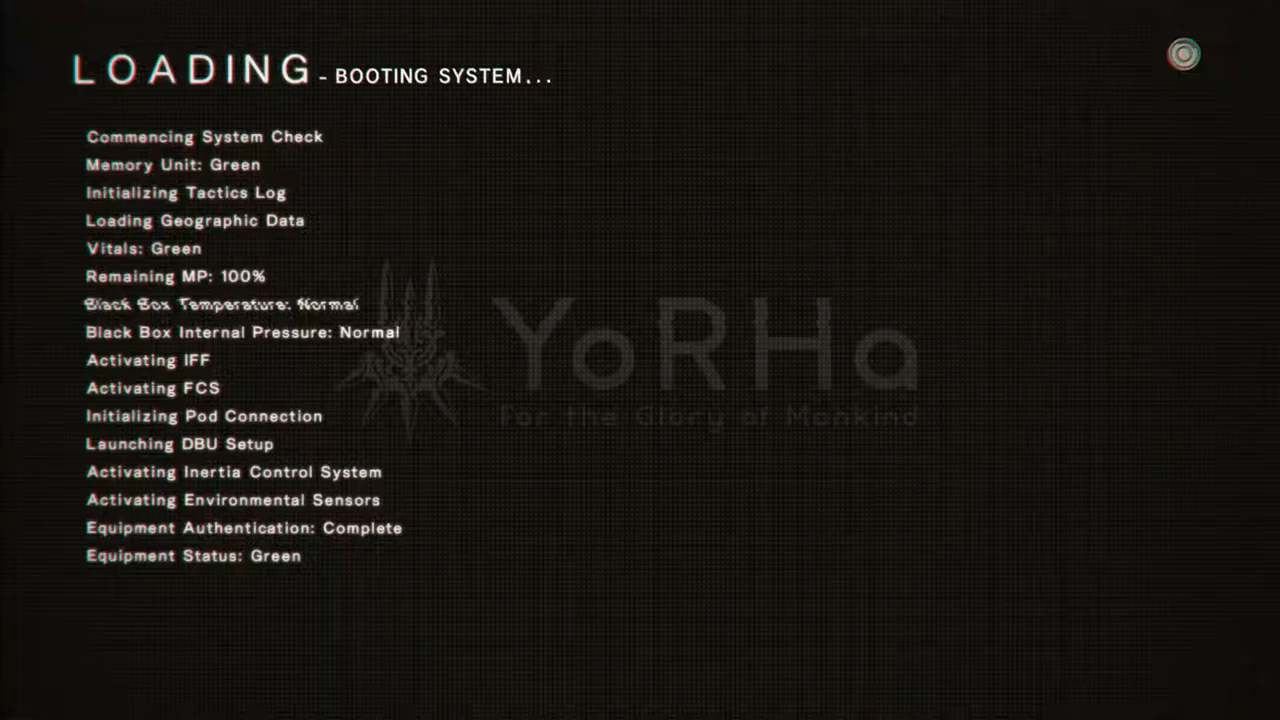 LOADING - BOOTING SYSTEM...
Commencing System Check
Memory Unit: Green
Initializing Tactics Log
Loading Geographic Data
Vitals: Green
Remaining MP: 100%
Black Box Temperature: Normal
Black Box Internal Pressure: Normal
Activating IFF
Activating FCS
Initializing Pod Connection
Launching DBU Setup
Activating Inertia Control System
Activating Environmental Sensors
Equipment Authentication: Complete
Equipment Status: Green
YoRHa
For the Glory of Mankind